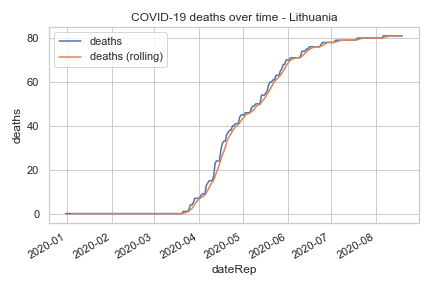 COVID-19 deaths over time - Lithuania
deaths
deaths (rolling)
80
60
40
20
0
deaths
2020-01
2020-02
2020-03
2020-04
2020-05
2020-06
2020-07
2020-08
dateRep